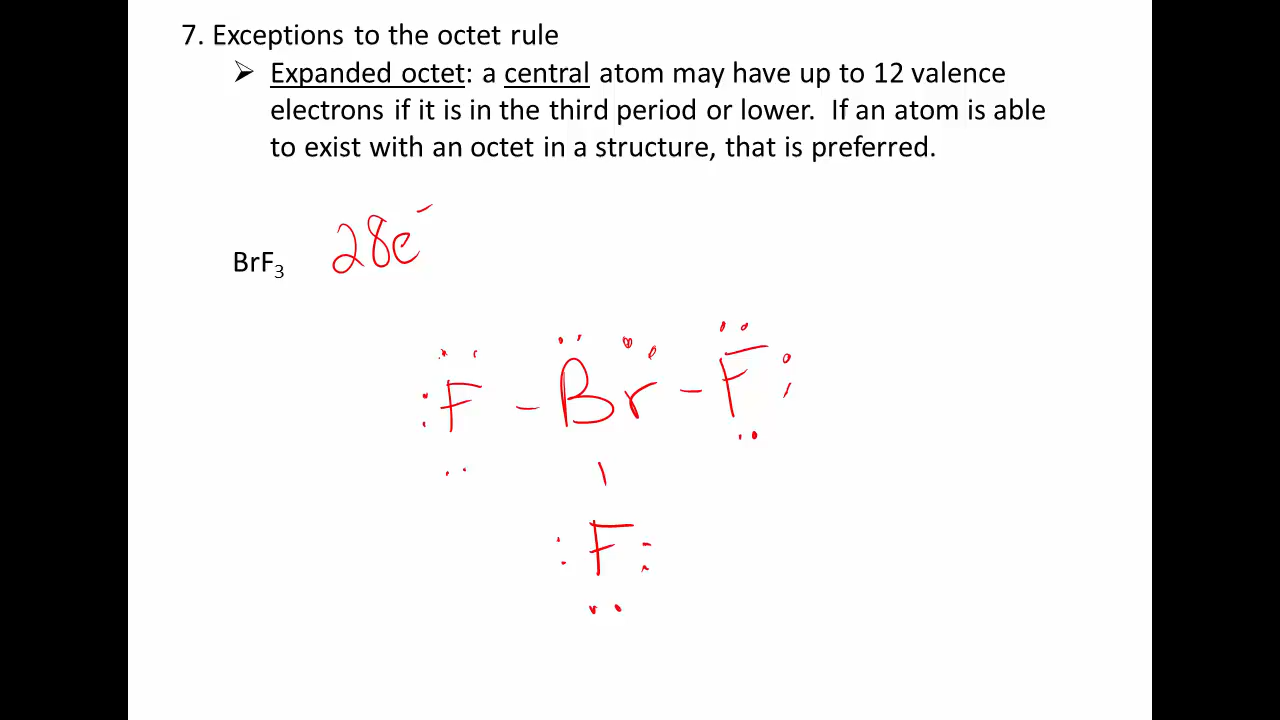 7. Exceptions to the octet rule
➢ Expanded octet: a central atom may have up to 12 valence
electrons if it is in the third period or lower. If an atom is able
to exist with an octet in a structure, that is preferred.
BrF₃ 28e⁻
:F - Br - F:
|
:F: